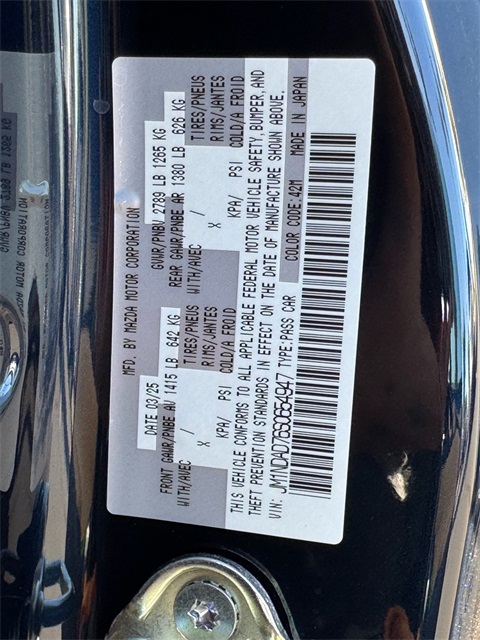 MFD. BY MAZDA MOTOR CORPORATION
DATE 03/25 GVWR/PNBV 2789 LB 1265 KG
FRONT GAWR/PNBE AV 1415 LB 642 KG REAR GAWR/PNBE AR 1380 LB 626 KG
WITH/AVEC TIRES/PNEUS WITH/AVEC TIRES/PNEUS
X / RIMS/JANTES X / RIMS/JANTES
KPA/ PSI COLD/A FROID KPA/ PSI COLD/A FROID
THIS VEHICLE CONFORMS TO ALL APPLICABLE FEDERAL MOTOR VEHICLE SAFETY, BUMPER, AND
THEFT PREVENTION STANDARDS IN EFFECT ON THE DATE OF MANUFACTURE SHOWN ABOVE.
VIN: JM1NDAD76S0664947 TYPE:PASS CAR COLOR CODE:42M MADE IN JAPAN